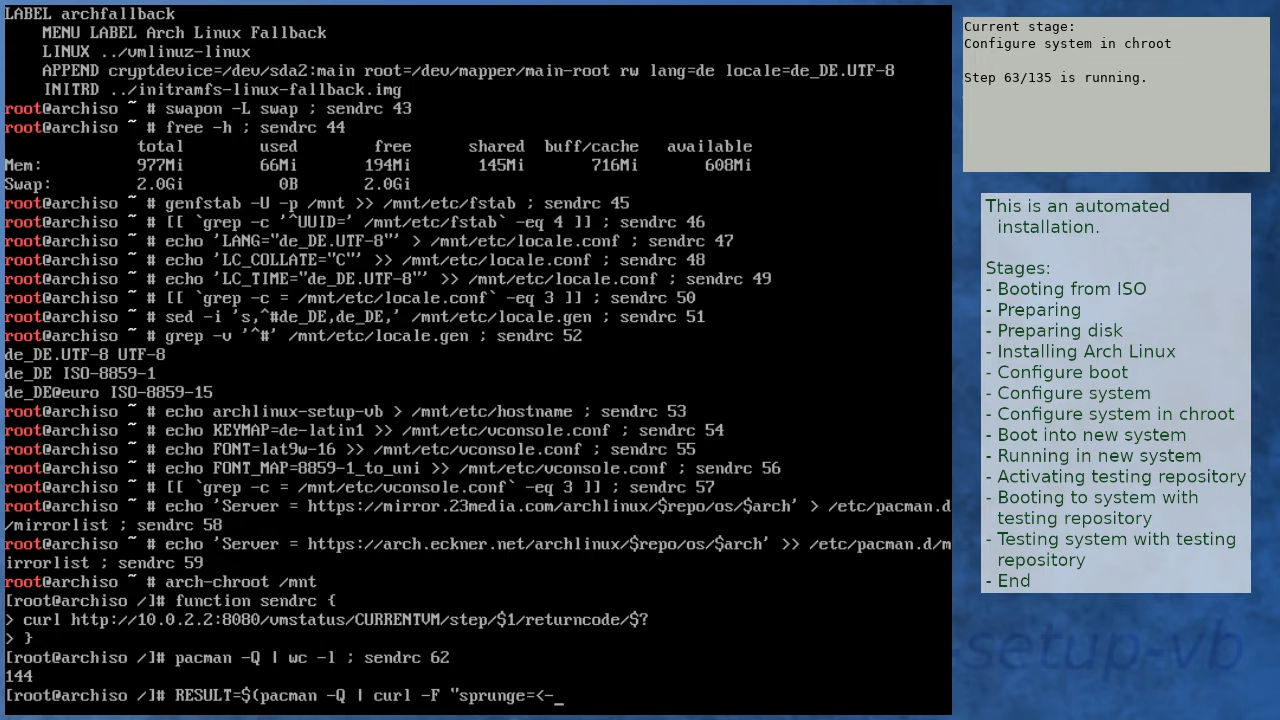 LABEL archfallback
    MENU LABEL Arch Linux Fallback
    LINUX ../vmlinuz-linux
    APPEND cryptdevice=/dev/sda2:main root=/dev/mapper/main-root rw lang=de locale=de_DE.UTF-8
    INITRD ../initramfs-linux-fallback.img
root@archiso ~ # swapon -L swap ; sendrc 43
root@archiso ~ # free -h ; sendrc 44
              total        used        free      shared  buff/cache   available
Mem:          977Mi        66Mi       194Mi       145Mi       716Mi       608Mi
Swap:         2.0Gi          0B       2.0Gi
root@archiso ~ # genfstab -U -p /mnt >> /mnt/etc/fstab ; sendrc 45
root@archiso ~ # [[ `grep -c '^UUID=' /mnt/etc/fstab` -eq 4 ]] ; sendrc 46
root@archiso ~ # echo 'LANG="de_DE.UTF-8"' > /mnt/etc/locale.conf ; sendrc 47
root@archiso ~ # echo 'LC_COLLATE="C"' >> /mnt/etc/locale.conf ; sendrc 48
root@archiso ~ # echo 'LC_TIME="de_DE.UTF-8"' >> /mnt/etc/locale.conf ; sendrc 49
root@archiso ~ # [[ `grep -c = /mnt/etc/locale.conf` -eq 3 ]] ; sendrc 50
root@archiso ~ # sed -i 's,^#de_DE,de_DE,' /mnt/etc/locale.gen ; sendrc 51
root@archiso ~ # grep -v '^#' /mnt/etc/locale.gen ; sendrc 52
de_DE.UTF-8 UTF-8
de_DE ISO-8859-1
de_DE@euro ISO-8859-15
root@archiso ~ # echo archlinux-setup-vb > /mnt/etc/hostname ; sendrc 53
root@archiso ~ # echo KEYMAP=de-latin1 >> /mnt/etc/vconsole.conf ; sendrc 54
root@archiso ~ # echo FONT=lat9w-16 >> /mnt/etc/vconsole.conf ; sendrc 55
root@archiso ~ # echo FONT_MAP=8859-1_to_uni >> /mnt/etc/vconsole.conf ; sendrc 56
root@archiso ~ # [[ `grep -c = /mnt/etc/vconsole.conf` -eq 3 ]] ; sendrc 57
root@archiso ~ # echo 'Server = https://mirror.23media.com/archlinux/$repo/os/$arch' > /etc/pacman.d
/mirrorlist ; sendrc 58
root@archiso ~ # echo 'Server = https://arch.eckner.net/archlinux/$repo/os/$arch' >> /etc/pacman.d/m
irrorlist ; sendrc 59
root@archiso ~ # arch-chroot /mnt
[root@archiso /]# function sendrc {
> curl http://10.0.2.2:8080/vmstatus/CURRENTVM/step/$1/returncode/$?
> }
[root@archiso /]# pacman -Q | wc -l ; sendrc 62
144
[root@archiso /]# RESULT=$(pacman -Q | curl -F "sprunge=<-_
Current stage:
Configure system in chroot
Step 63/135 is running.
This is an automated
installation.
Stages:
- Booting from ISO
- Preparing
- Preparing disk
- Installing Arch Linux
- Configure boot
- Configure system
- Configure system in chroot
- Boot into new system
- Running in new system
- Activating testing repository
- Booting to system with
testing repository
- Testing system with testing
repository
- End
setup-vb